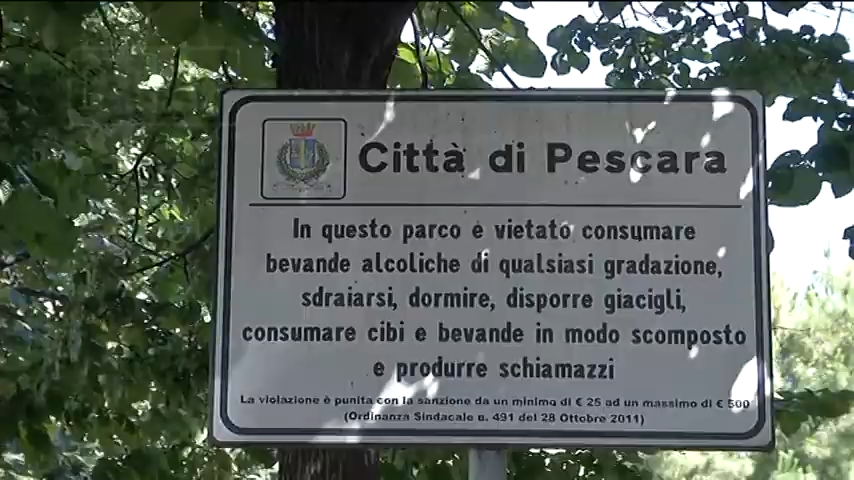 Città di Pescara
In questo parco è vietato consumare
bevande alcoliche di qualsiasi gradazione,
sdraiarsi, dormire, disporre giacigli,
consumare cibi e bevande in modo scomposto
e produrre schiamazzi
La violazione è punita con la sanzione da un minimo di € 25 ad un massimo di € 500
(Ordinanza Sindacale n. 491 del 28 Ottobre 2011)